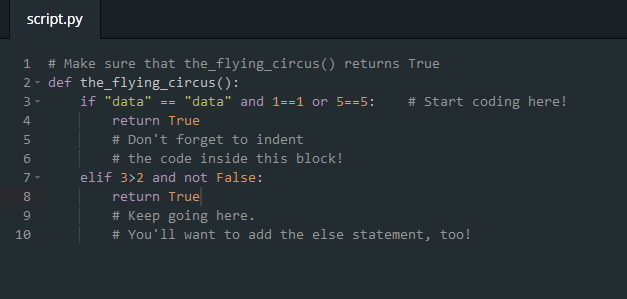 script.py
1 # Make sure that the_flying_circus() returns True
2 def the_flying_circus():
3     if "data" == "data" and 1==1 or 5==5:    # Start coding here!
4         return True
5         # Don't forget to indent
6         # the code inside this block!
7     elif 3>2 and not False:
8         return True
9         # Keep going here.
10         # You'll want to add the else statement, too!